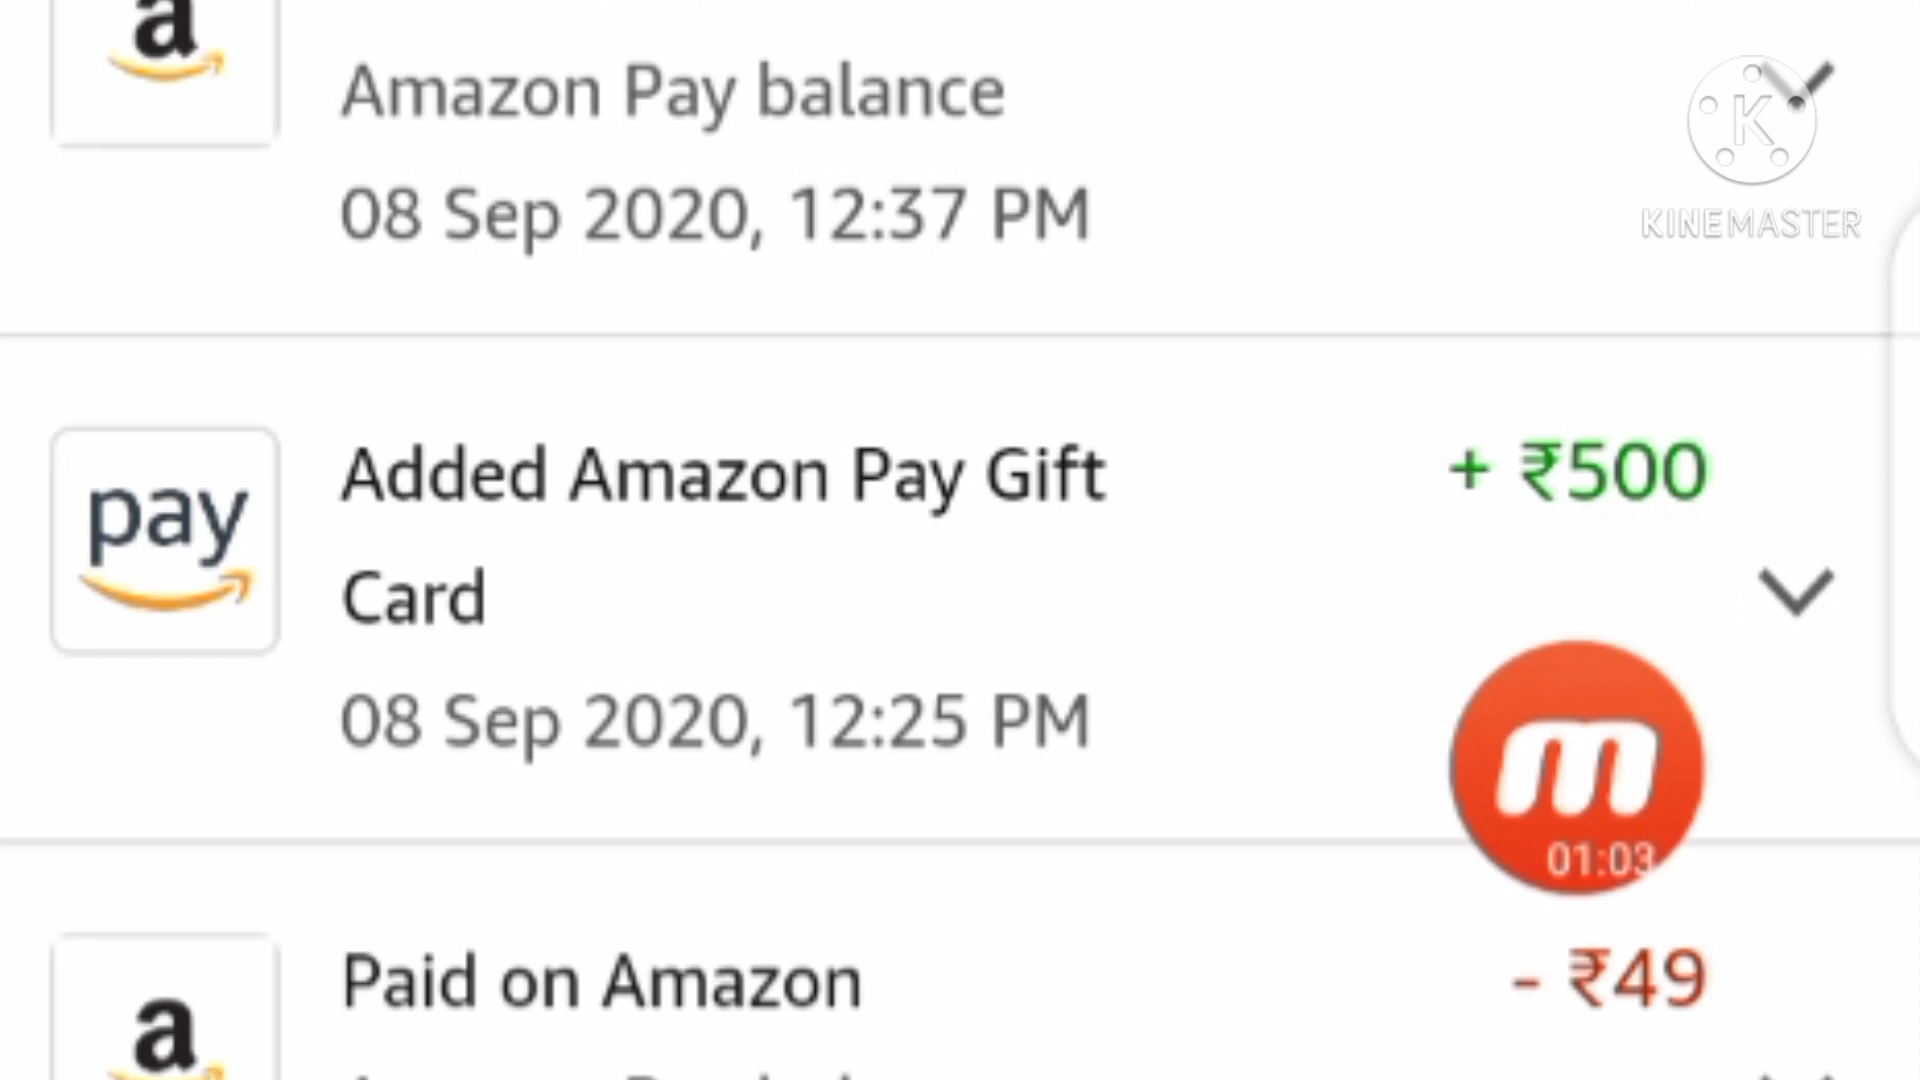 a
Amazon Pay balance
K
08 Sep 2020, 12:37 PM
KINEMASTER
Added Amazon Pay Gift
+ ₹500
pay
Card
08 Sep 2020, 12:25 PM
m
01:03
Paid on Amazon
- ₹49
a